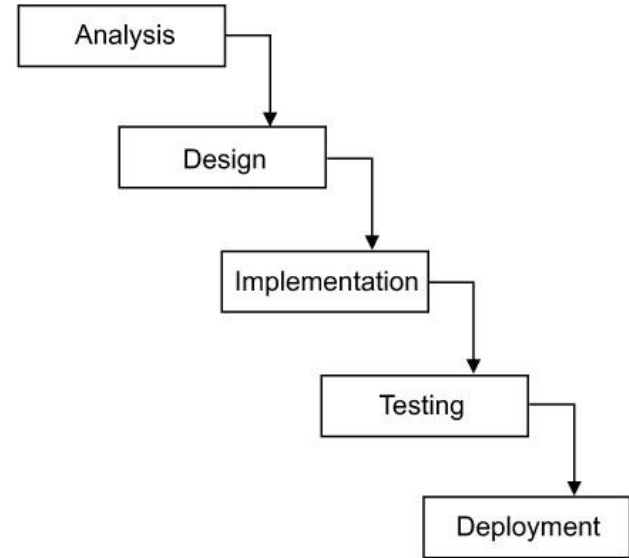 Analysis
Design
Implementation
Testing
Deployment